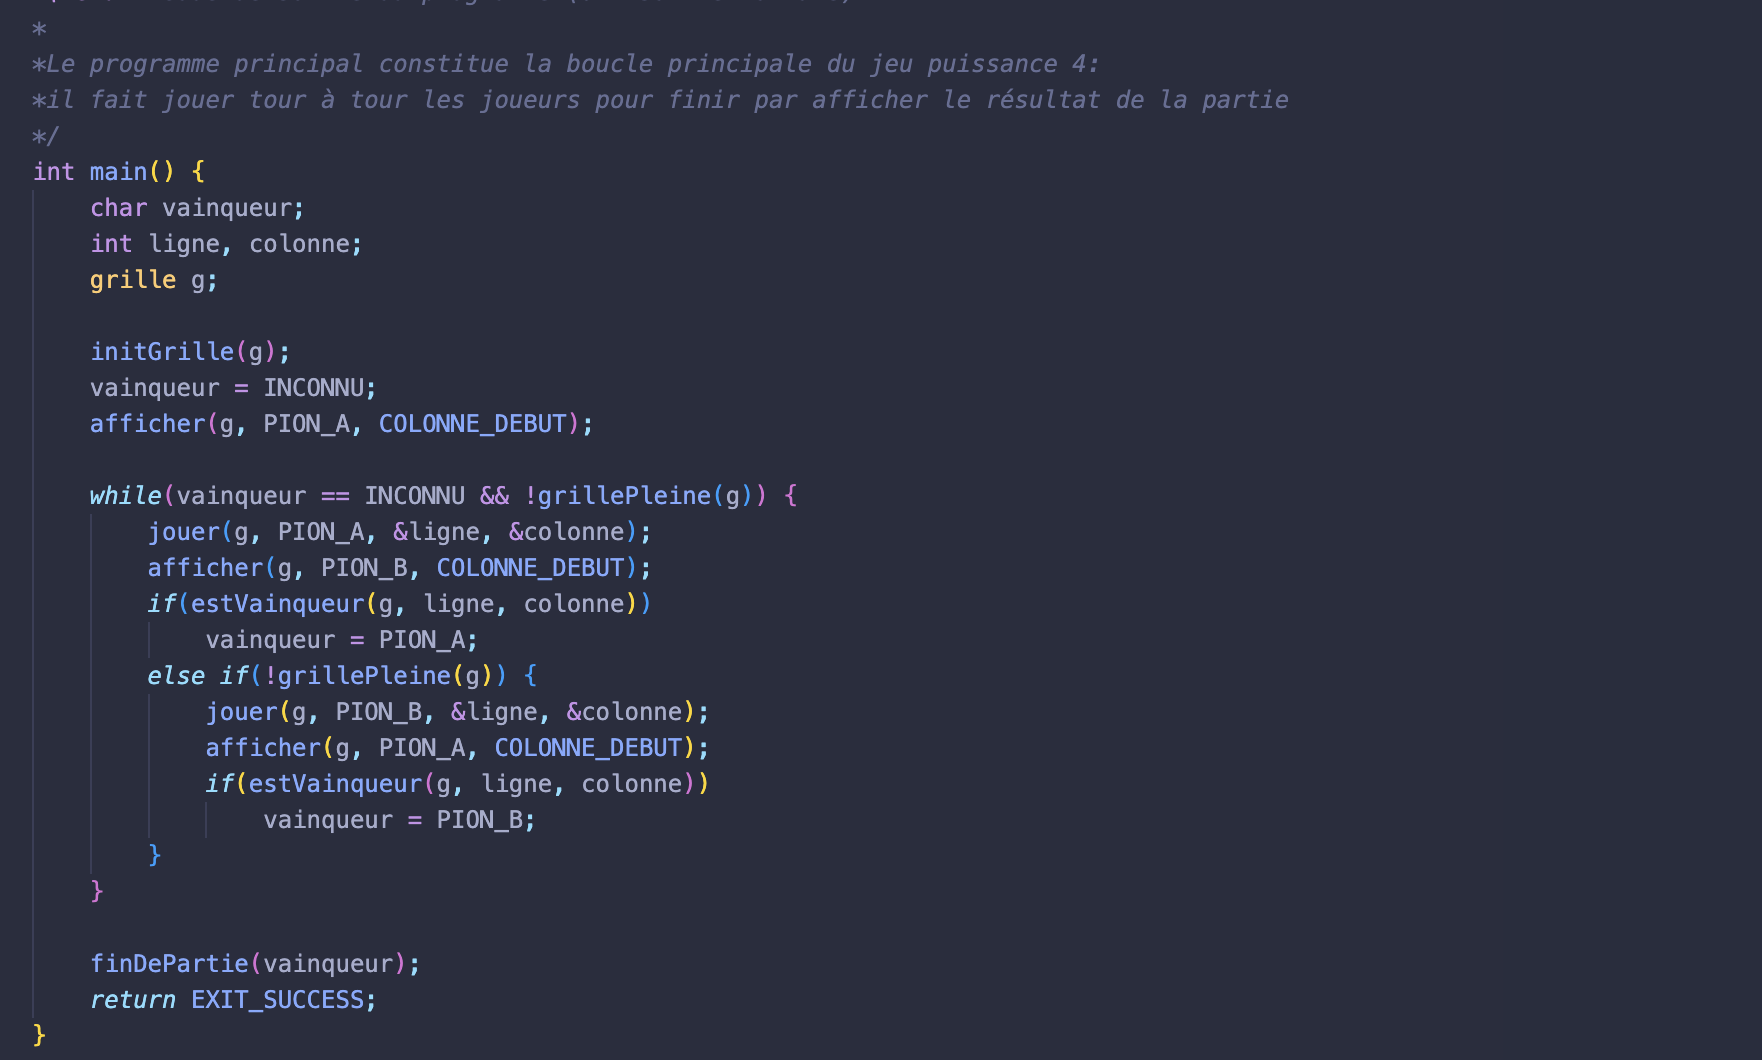 *
*Le programme principal constitue la boucle principale du jeu puissance 4:
*il fait jouer tour à tour les joueurs pour finir par afficher le résultat de la partie
*/
int main() {
    char vainqueur;
    int ligne, colonne;
    grille g;

    initGrille(g);
    vainqueur = INCONNU;
    afficher(g, PION_A, COLONNE_DEBUT);

    while(vainqueur == INCONNU && !grillePleine(g)) {
        jouer(g, PION_A, &ligne, &colonne);
        afficher(g, PION_B, COLONNE_DEBUT);
        if(estVainqueur(g, ligne, colonne))
            vainqueur = PION_A;
        else if(!grillePleine(g)) {
            jouer(g, PION_B, &ligne, &colonne);
            afficher(g, PION_A, COLONNE_DEBUT);
            if(estVainqueur(g, ligne, colonne))
                vainqueur = PION_B;
        }
    }

    finDePartie(vainqueur);
    return EXIT_SUCCESS;
}